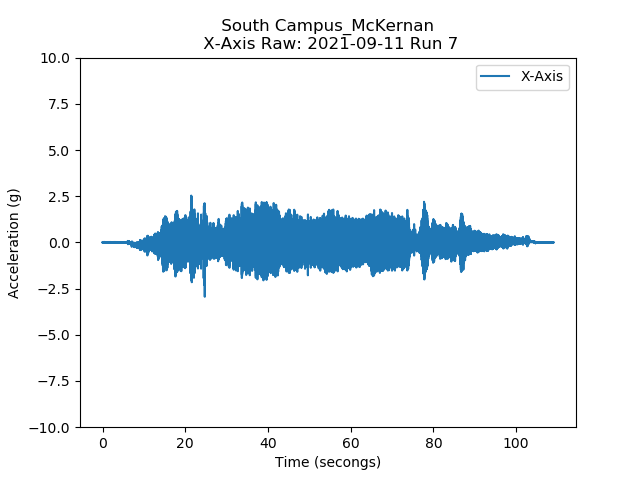 South Campus_McKernan
X-Axis Raw: 2021-09-11 Run 7
10.0
7.5
5.0
2.5
0.0
−2.5
−5.0
−7.5
−10.0
Acceleration (g)
X-Axis
0 20 40 60 80 100
Time (secongs)